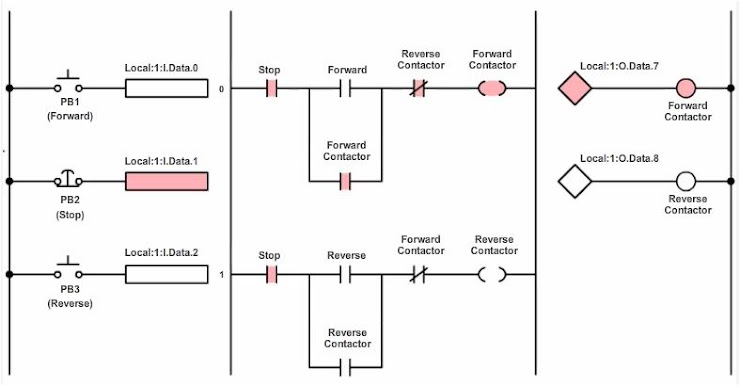 Local:1:I.Data.0
PB1
(Forward)
0
Stop
Forward
Reverse
Contactor
Forward
Contactor
Forward
Contactor
Local:1:O.Data.7
Forward
Contactor
Local:1:I.Data.1
PB2
(Stop)
Local:1:O.Data.8
Reverse
Contactor
Local:1:I.Data.2
PB3
(Reverse)
1
Stop
Reverse
Forward
Contactor
Reverse
Contactor
Reverse
Contactor